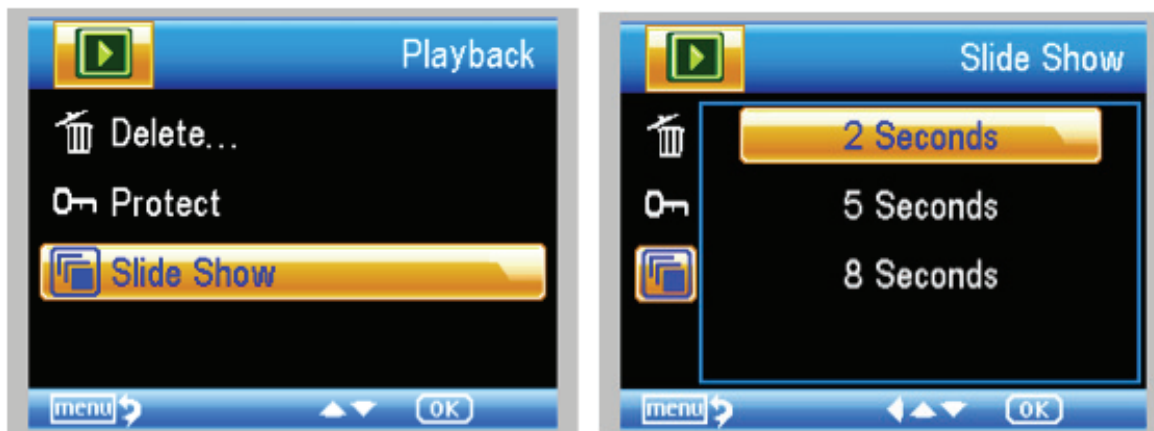 Playback
Delete...
Protect
Slide Show
menu OK
Slide Show
2 Seconds
5 Seconds
8 Seconds
menu OK